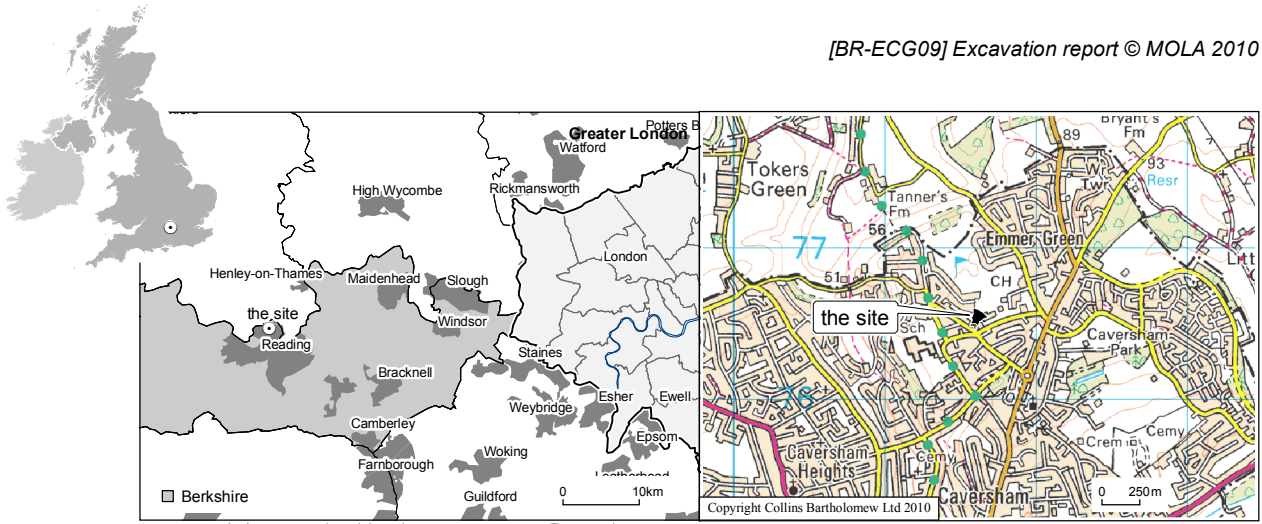 [BR-ECG09] Excavation report © MOLA 2010
Greater London
Watford
High Wycombe
Rickmansworth
London
Henley-on-Thames
Maidenhead
Slough
the site
Windsor
Reading
Staines
Bracknell
Weybridge
Esher
Ewell
Camberley
Epsom
Woking
Farnborough
Guildford
Berkshire
0 10km
89
Bryant's
Fm
Tokers
Green
Wr
Twr
93
Resr
Tanner's
Fm
56
77
Emmer Green
51
CH
the site
Sch
Caversham
Park
76
Crem
Cemy
Caversham
Heights
Cemy
Caversham
0 250m
Copyright Collins Bartholomew Ltd 2010